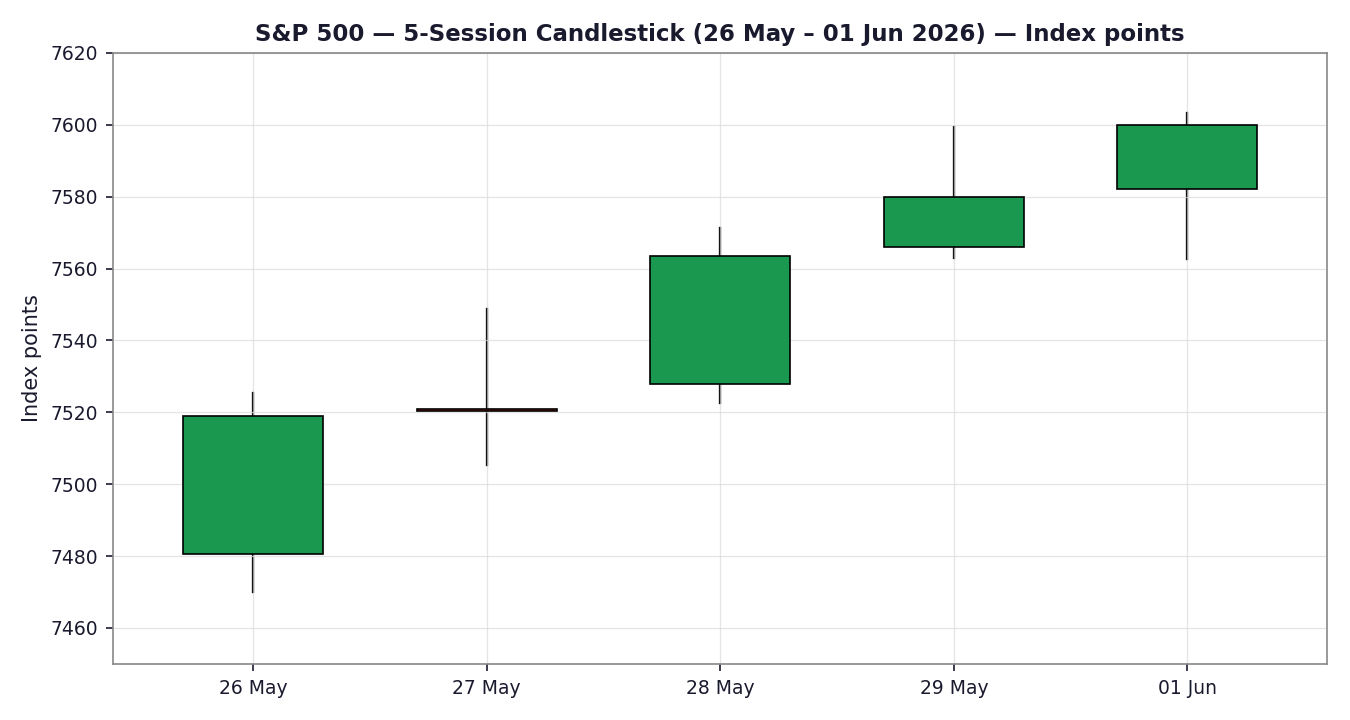 S&P 500 — 5-Session Candlestick (26 May – 01 Jun 2026) — Index points
7620
7600
7580
7560
7540
7520
7500
7480
7460
Index points
26 May
27 May
28 May
29 May
01 Jun